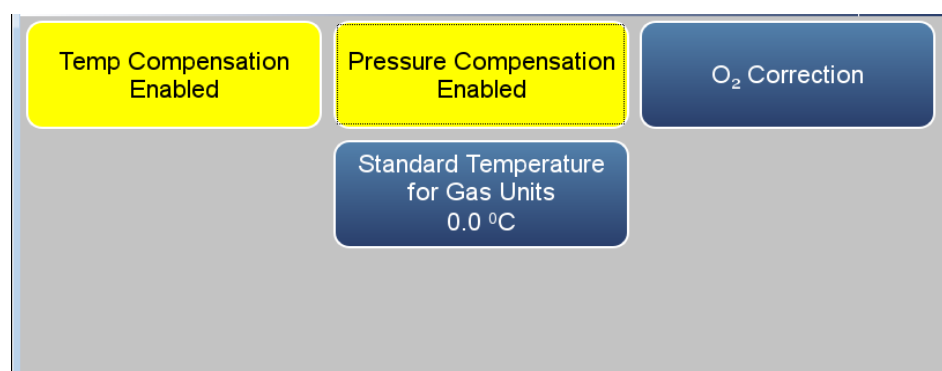 Temp Compensation
Enabled
Pressure Compensation
Enabled
O₂ Correction
Standard Temperature
for Gas Units
0.0 ⁰C